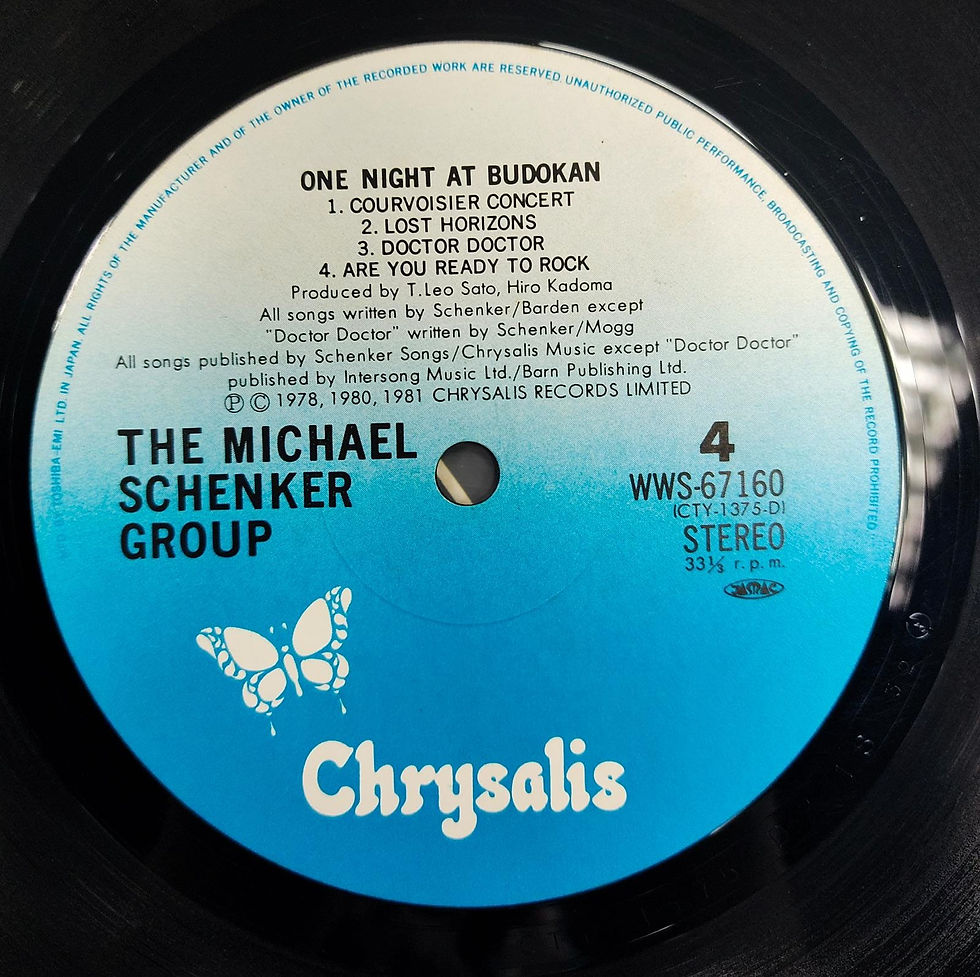 ALL RIGHTS OF THE MANUFACTURER AND OF THE OWNER OF THE RECORDED WORK ARE RESERVED. UNAUTHORIZED PUBLIC PERFORMANCE, BROADCASTING AND COPYING OF THE RECORD PROHIBITED.
TOSHIBA-EMI LTD. IN JAPAN.
ONE NIGHT AT BUDOKAN
1. COURVOISIER CONCERT
2. LOST HORIZONS
3. DOCTOR DOCTOR
4. ARE YOU READY TO ROCK
Produced by T.Leo Sato, Hiro Kadoma
All songs written by Schenker/Barden except
"Doctor Doctor" written by Schenker/Mogg
All songs published by Schenker Songs/Chrysalis Music except "Doctor Doctor"
published by Intersong Music Ltd./Barn Publishing Ltd.
Ⓟ © 1978, 1980, 1981 CHRYSALIS RECORDS LIMITED
THE MICHAEL
SCHENKER
GROUP
4
WWS-67160
(CTY-1375-D)
STEREO
33⅓ r.p.m.
JASRAC
Chrysalis